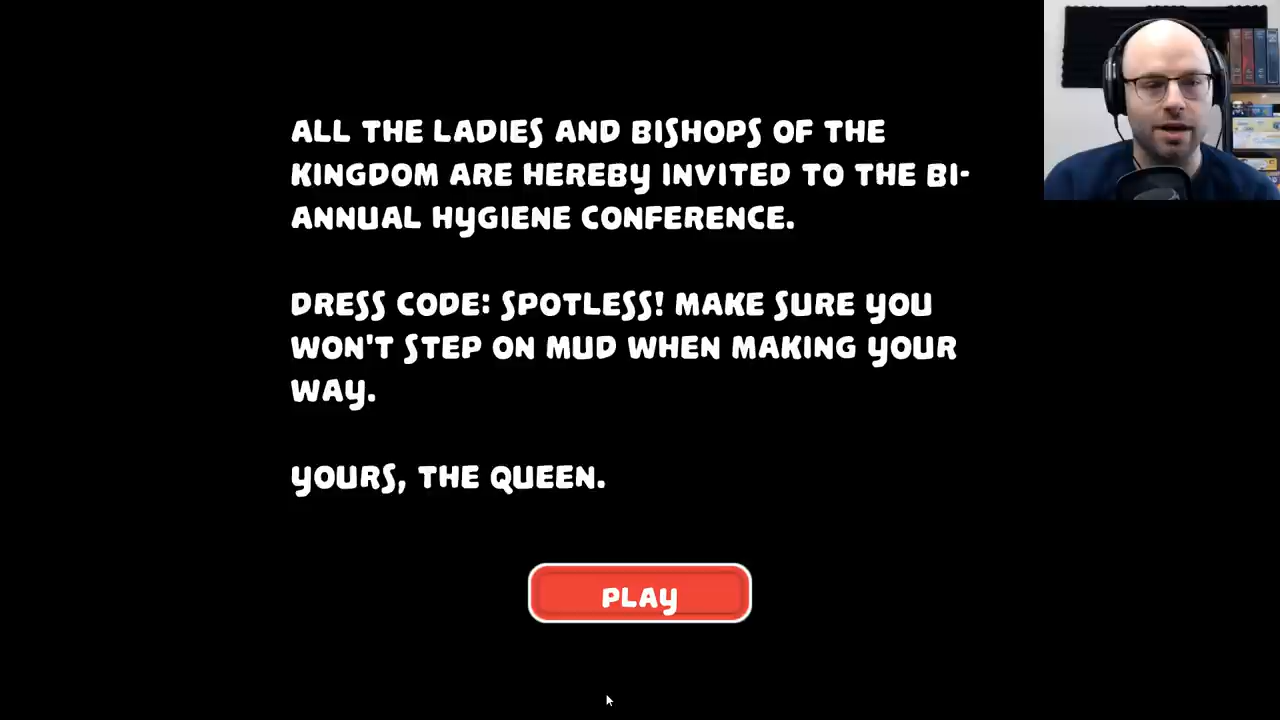 ALL THE LADIES AND BISHOPS OF THE
KINGDOM ARE HEREBY INVITED TO THE BI-
ANNUAL HYGIENE CONFERENCE.
DRESS CODE: SPOTLESS! MAKE SURE YOU
WON'T STEP ON MUD WHEN MAKING YOUR
WAY.
YOURS, THE QUEEN.
PLAY